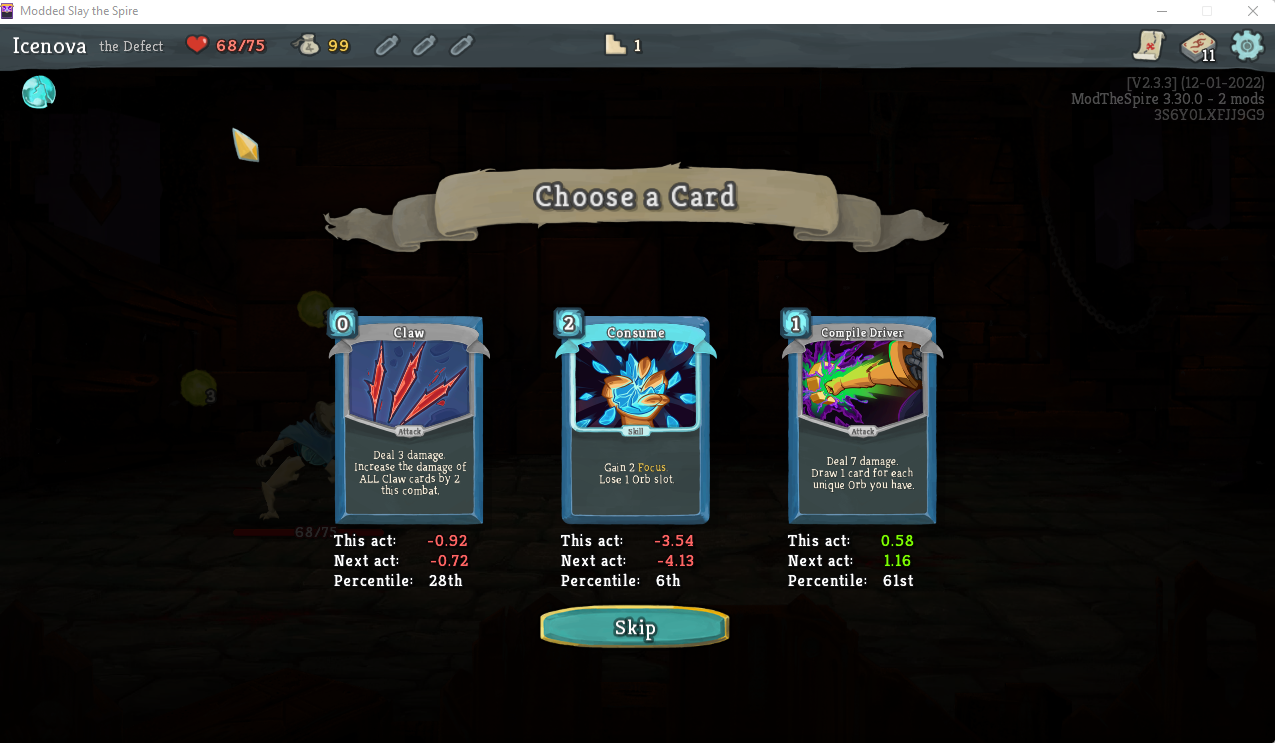 Modded Slay the Spire
Icenova the Defect 68/75 99 1 11
[V2.3.3] (12-01-2022)
ModTheSpire 3.30.0 - 2 mods
3S6Y0LXFJJ9G9
Choose a Card
0 Claw
Attack
Deal 3 damage.
Increase the damage of
ALL Claw cards by 2
this combat.
This act: -0.92
Next act: -0.72
Percentile: 28th
2 Consume
Skill
Gain 2 Focus.
Lose 1 Orb slot.
This act: -3.54
Next act: -4.13
Percentile: 6th
1 Compile Driver
Attack
Deal 7 damage.
Draw 1 card for each
unique Orb you have.
This act: 0.58
Next act: 1.16
Percentile: 61st
3
68/75
Skip